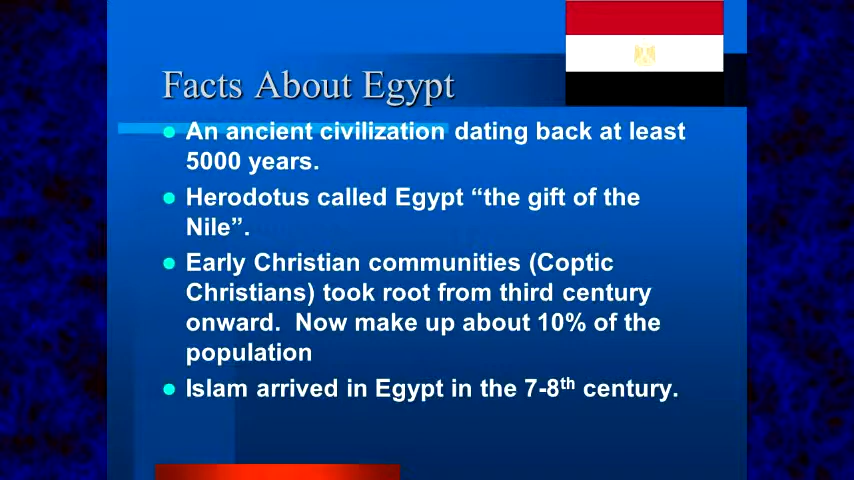 Facts About Egypt
An ancient civilization dating back at least
5000 years.
Herodotus called Egypt “the gift of the
Nile”.
Early Christian communities (Coptic
Christians) took root from third century
onward.  Now make up about 10% of the
population
Islam arrived in Egypt in the 7-8th century.